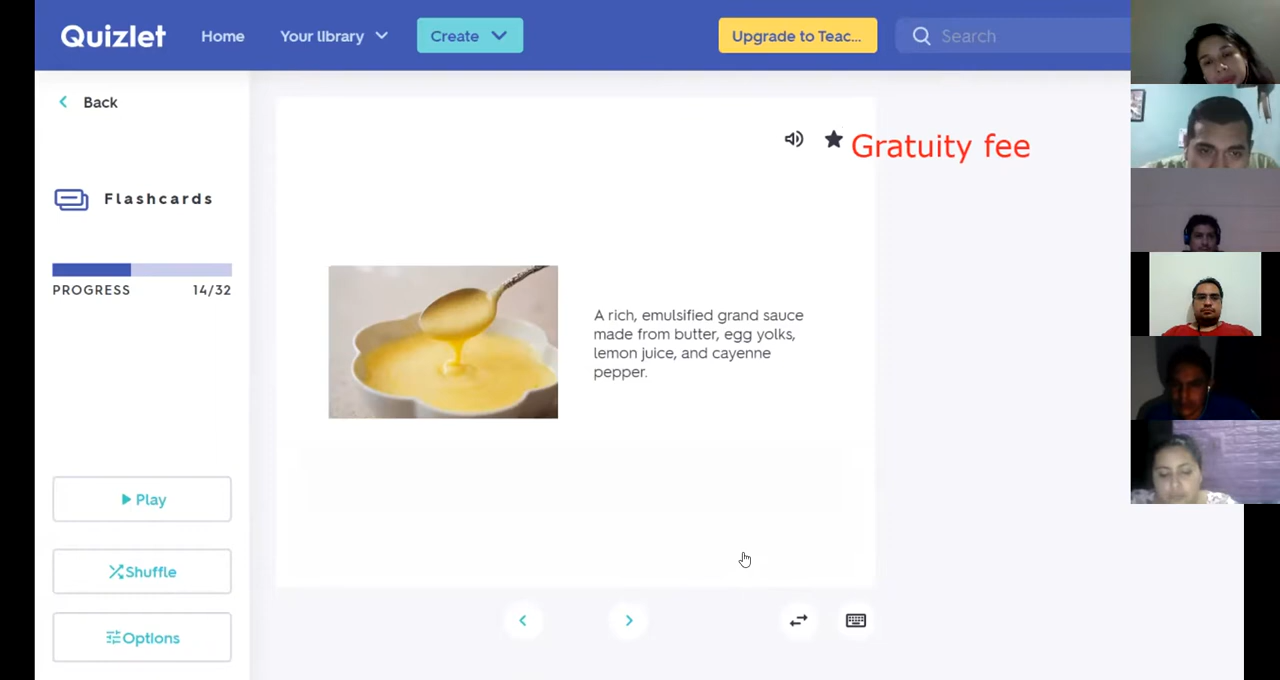 Quizlet
Home
Your library
Create
Upgrade to Teac...
Search
Back
Gratuity fee
Flashcards
PROGRESS 14/32
A rich, emulsified grand sauce
made from butter, egg yolks,
lemon juice, and cayenne
pepper.
Play
Shuffle
Options